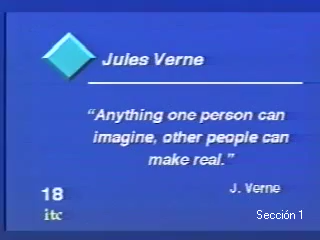 Jules Verne
“Anything one person can
imagine, other people can
make real.”
J. Verne
18
itc
Sección 1